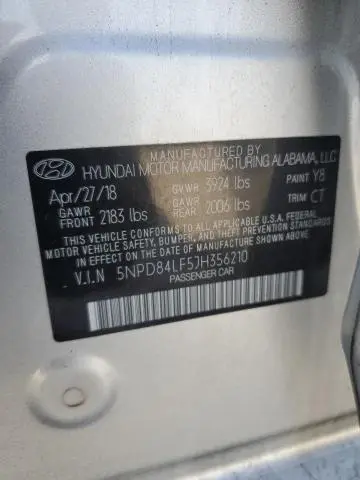 MANUFACTURED BY
HYUNDAI MOTOR MANUFACTURING ALABAMA, LLC
Apr/27/18 GVWR 3924 lbs PAINT Y8
GAWR FRONT 2183 lbs GAWR REAR 2006 lbs TRIM CT
THIS VEHICLE CONFORMS TO ALL APPLICABLE U.S. FEDERAL
MOTOR VEHICLE SAFETY, BUMPER, AND THEFT PREVENTION STANDARDS
IN EFFECT ON THE DATE OF MANUFACTURE SHOWN ABOVE.
V.I.N 5NPD84LF5JH356210
PASSENGER CAR